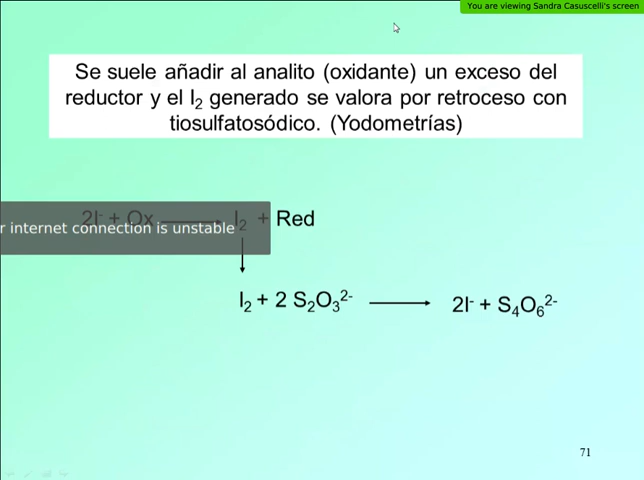 You are viewing Sandra Casuscelli's screen
Se suele añadir al analito (oxidante) un exceso del
reductor y el I₂ generado se valora por retroceso con
tiosulfatosódico. (Yodometrías)
2I⁻ + Ox → I₂ + Red
r internet connection is unstable
I₂ + 2 S₂O₃²⁻ → 2I⁻ + S₄O₆²⁻
71